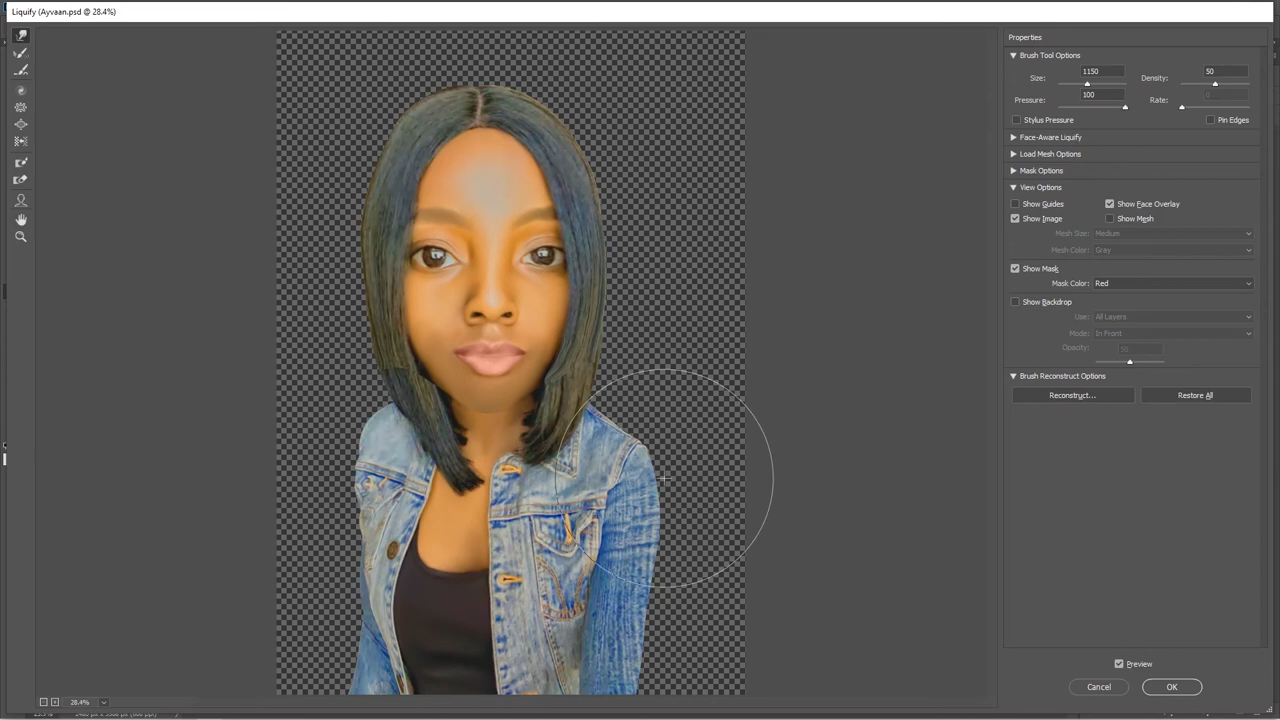 Liquify (Ayvaan.psd @ 28.4%)
Properties
Brush Tool Options
Size: 1150 Density: 50
Pressure: 100 Rate: 0
Stylus Pressure Pin Edges
Face-Aware Liquify
Load Mesh Options
Mask Options
View Options
Show Guides Show Face Overlay
Show Image Show Mesh
Mesh Size: Medium
Mesh Color: Gray
Show Mask
Mask Color: Red
Show Backdrop
Use: All Layers
Mode: In Front
Opacity: 55
Brush Reconstruct Options
Reconstruct... Restore All
Preview
Cancel OK
28.4%